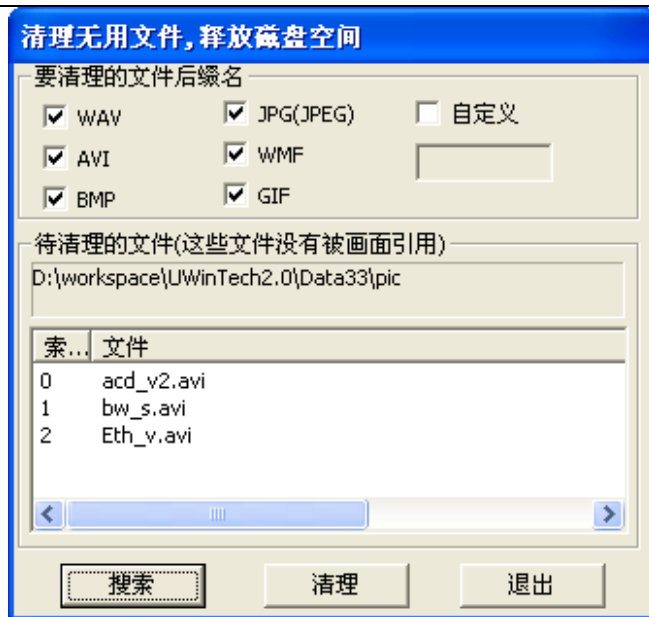 清理无用文件,释放磁盘空间
要清理的文件后缀名
WAV JPG(JPEG) 自定义
AVI WMF
BMP GIF
待清理的文件(这些文件没有被画面引用)
D:\workspace\UWinTech2.0\Data33\pic
索... 文件
0 acd_v2.avi
1 bw_s.avi
2 Eth_v.avi
搜索 清理 退出